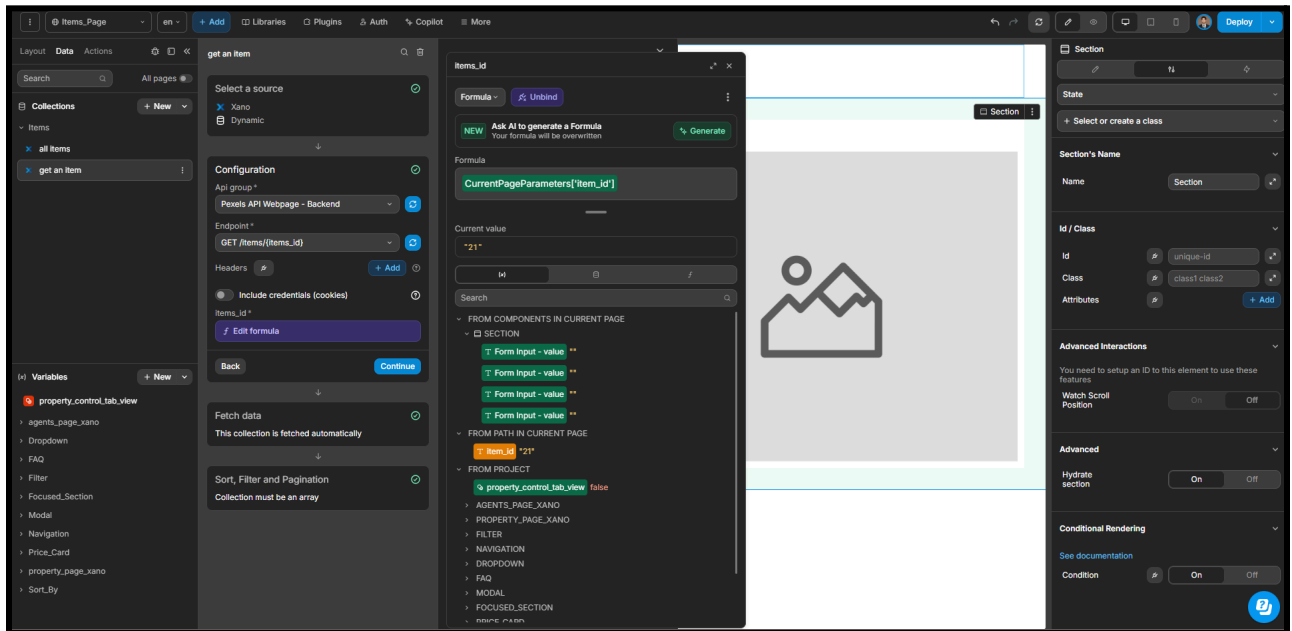 Items_Page
en
+ Add
Libraries
Plugins
Auth
Copilot
More
Deploy
Layout Data Actions
Search
All pages
Collections
+ New
Items
all items
get an item
Variables
+ New
property_control_tab_view
agents_page_xano
Dropdown
FAQ
Filter
Focused_Section
Modal
Navigation
Price_Card
property_page_xano
Sort_By
get an item
Select a source
Xano
Dynamic
Configuration
Api group *
Pexels API Webpage - Backend
Endpoint *
GET /items/{items_id}
Headers
+ Add
Include credentials (cookies)
items_id *
Edit formula
Back
Continue
Fetch data
This collection is fetched automatically
Sort, Filter and Pagination
Collection must be an array
items_id
Formula
Unbind
NEW
Ask AI to generate a Formula
Your formula will be overwritten
Generate
Formula
CurrentPageParameters['item_id']
Current value
"21"
Search
FROM COMPONENTS IN CURRENT PAGE
SECTION
Form Input - value ""
Form Input - value ""
Form Input - value ""
Form Input - value ""
FROM PATH IN CURRENT PAGE
item_id "21"
FROM PROJECT
property_control_tab_view false
AGENTS_PAGE_XANO
PROPERTY_PAGE_XANO
FILTER
NAVIGATION
DROPDOWN
FAQ
MODAL
FOCUSED_SECTION
PRICE_CARD
Section
Section
State
+ Select or create a class
Section's Name
Name
Section
Id / Class
Id
unique-id
Class
class1 class2
Attributes
+ Add
Advanced Interactions
You need to setup an ID to this element to use these
features
Watch Scroll
Position
On
Off
Advanced
Hydrate
section
On
Off
Conditional Rendering
See documentation
Condition
On
Off